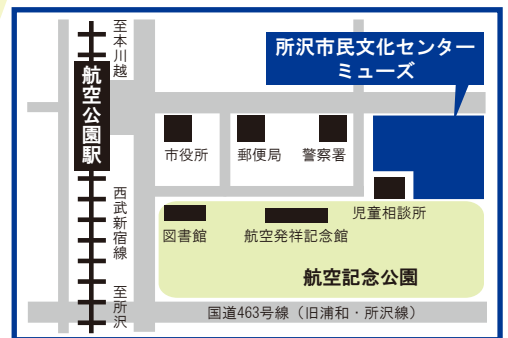 至本川越
所沢市民文化センター
ミューズ
航空公園駅
市役所
郵便局
警察署
西武新宿線
児童相談所
図書館
航空発祥記念館
航空記念公園
至所沢
国道463号線（旧浦和・所沢線）